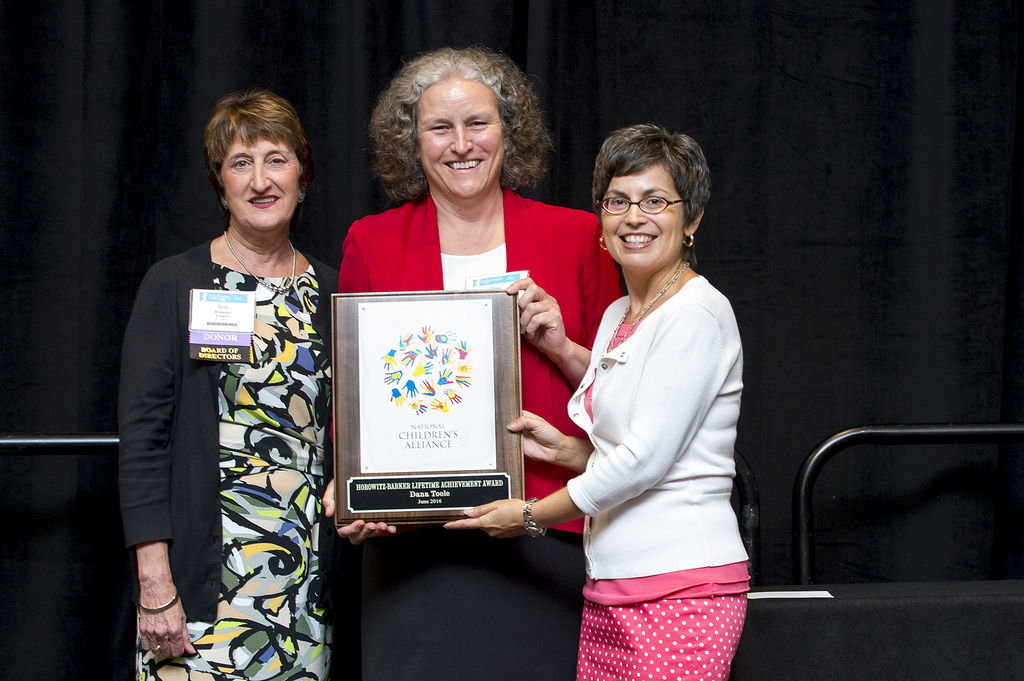 DONOR
BOARD OF
DIRECTORS
NATIONAL
CHILDREN'S
ALLIANCE
HOROWITZ-BARKER LIFETIME ACHIEVEMENT AWARD
Dana Toole
June 2016